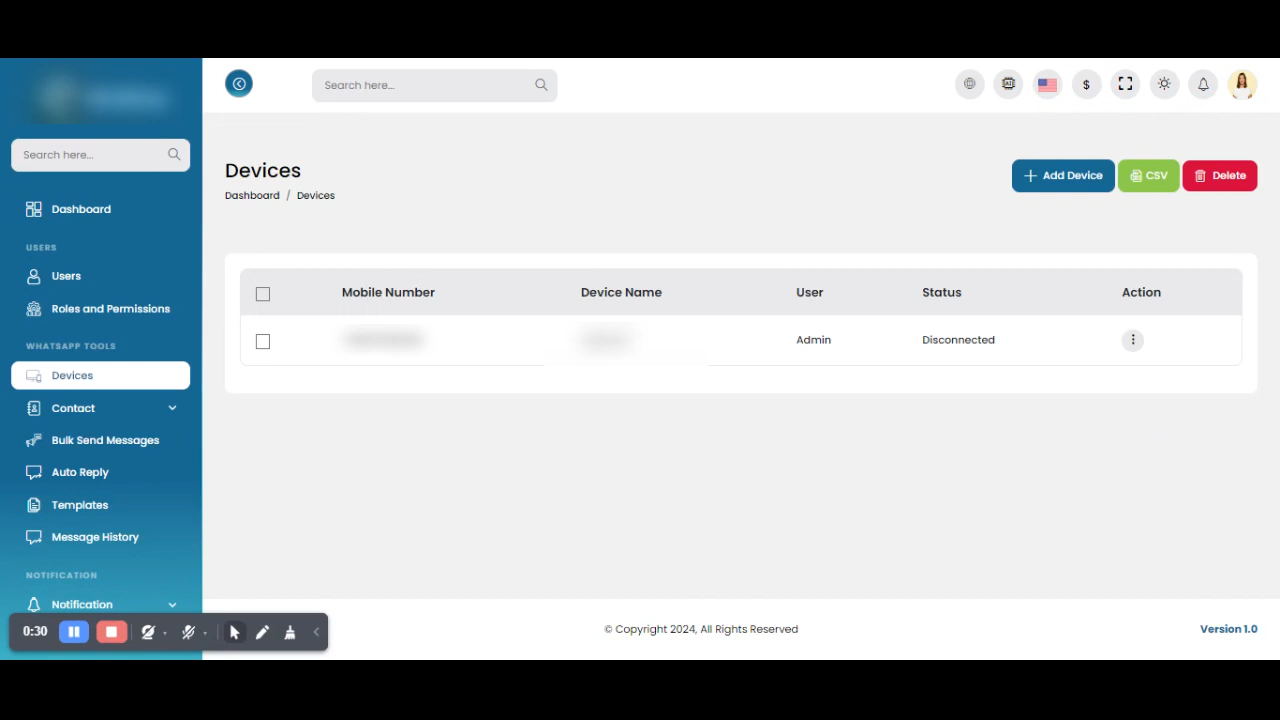 Search here...
$
Search here...
Devices
Dashboard / Devices
Add Device
CSV
Delete
Dashboard
USERS
Users
Roles and Permissions
WHATSAPP TOOLS
Devices
Contact
Bulk Send Messages
Auto Reply
Templates
Message History
NOTIFICATION
Notification
Mobile Number Device Name User Status Action
Admin Disconnected
0:30
© Copyright 2024, All Rights Reserved
Version 1.0